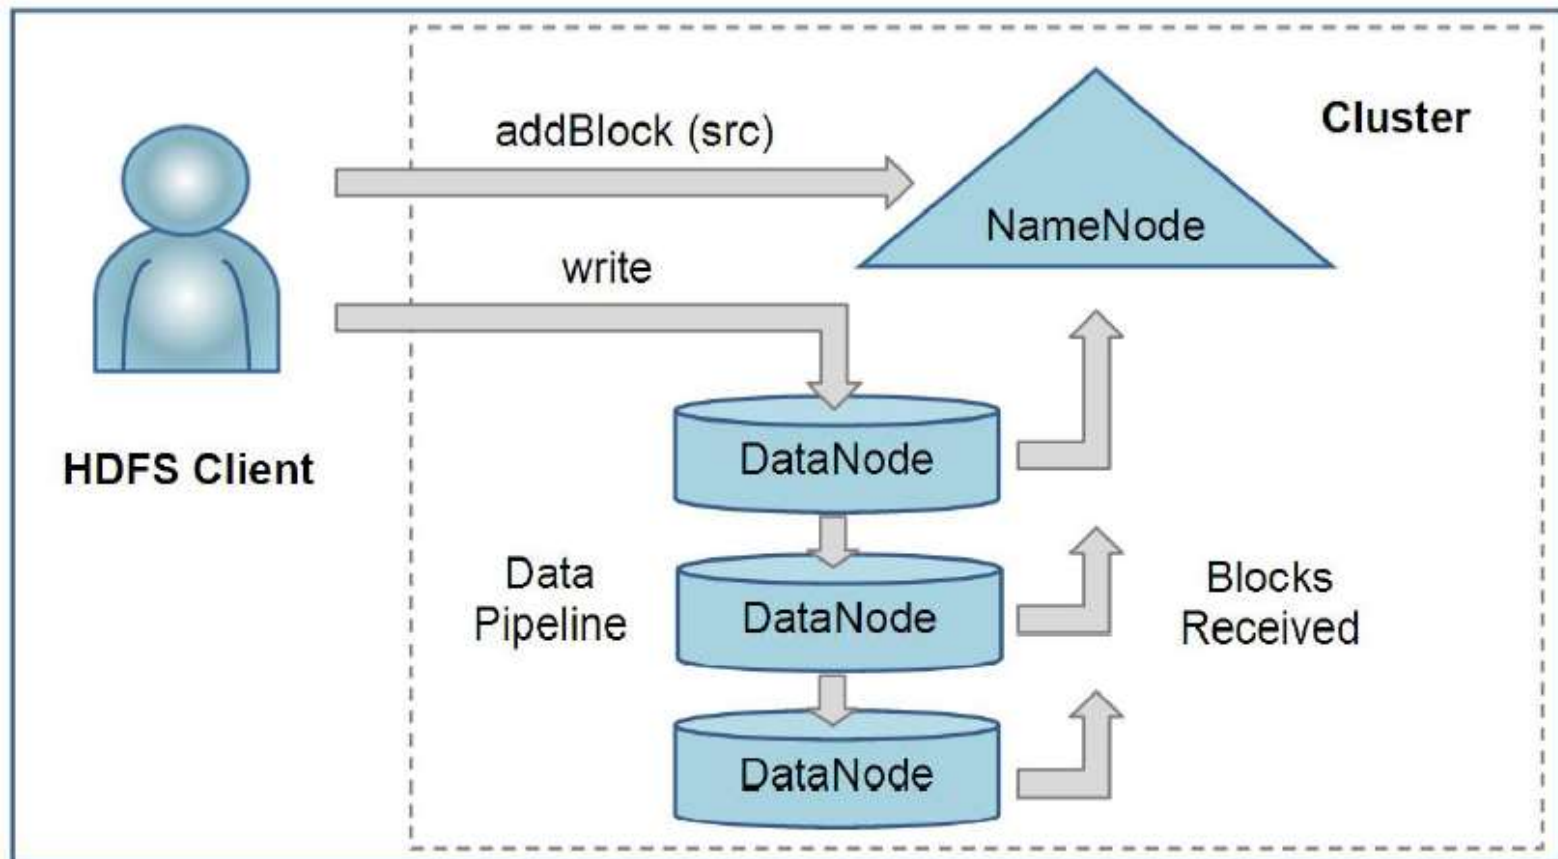 addBlock (src)
Cluster
NameNode
write
HDFS Client
DataNode
Data
Pipeline
DataNode
Blocks
Received
DataNode